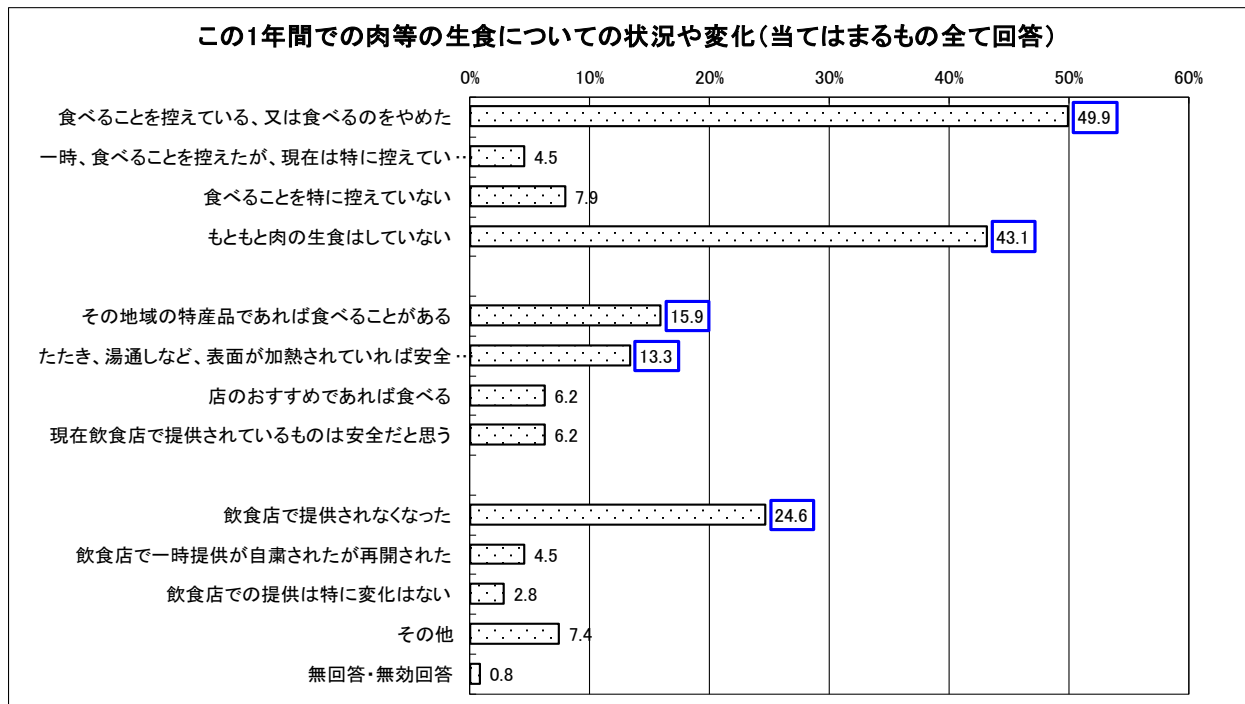 この1年間での肉等の生食についての状況や変化(当てはまるもの全て回答)
0% 10% 20% 30% 40% 50% 60%
食べることを控えている、又は食べるのをやめた 49.9
一時、食べることを控えたが、現在は特に控えてい… 4.5
食べることを特に控えていない 7.9
もともと肉の生食はしていない 43.1
その地域の特産品であれば食べることがある 15.9
たたき、湯通しなど、表面が加熱されていれば安全… 13.3
店のおすすめであれば食べる 6.2
現在飲食店で提供されているものは安全だと思う 6.2
飲食店で提供されなくなった 24.6
飲食店で一時提供が自粛されたが再開された 4.5
飲食店での提供は特に変化はない 2.8
その他 7.4
無回答・無効回答 0.8